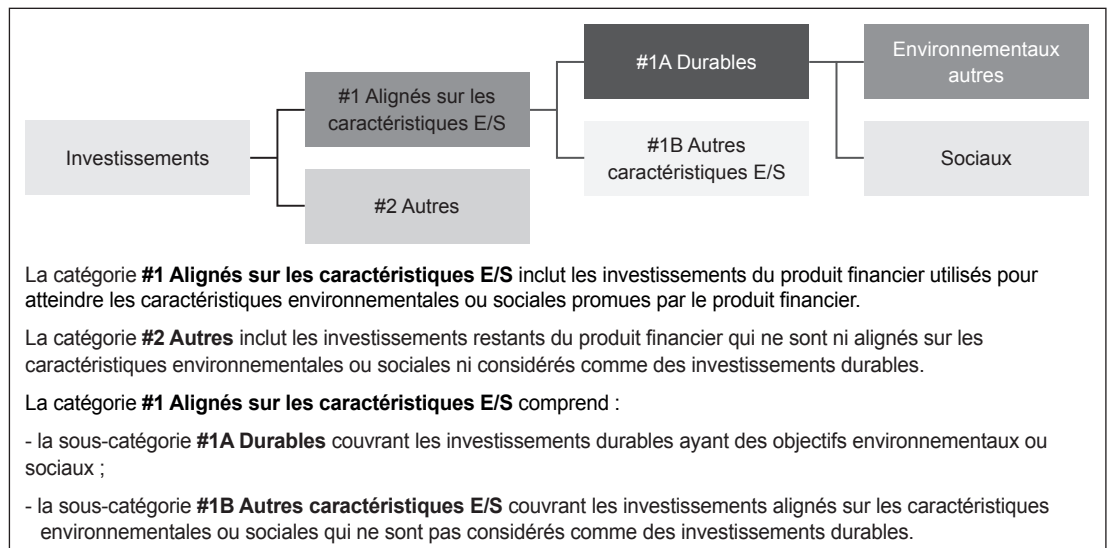 #1A Durables
Environnementaux
autres
#1 Alignés sur les
caractéristiques E/S
Investissements
#1B Autres
caractéristiques E/S
Sociaux
#2 Autres
La catégorie #1 Alignés sur les caractéristiques E/S inclut les investissements du produit financier utilisés pour
atteindre les caractéristiques environnementales ou sociales promues par le produit financier.
La catégorie #2 Autres inclut les investissements restants du produit financier qui ne sont ni alignés sur les
caractéristiques environnementales ou sociales ni considérés comme des investissements durables.
La catégorie #1 Alignés sur les caractéristiques E/S comprend :
- la sous-catégorie #1A Durables couvrant les investissements durables ayant des objectifs environnementaux ou
sociaux ;
- la sous-catégorie #1B Autres caractéristiques E/S couvrant les investissements alignés sur les caractéristiques
environnementales ou sociales qui ne sont pas considérés comme des investissements durables.